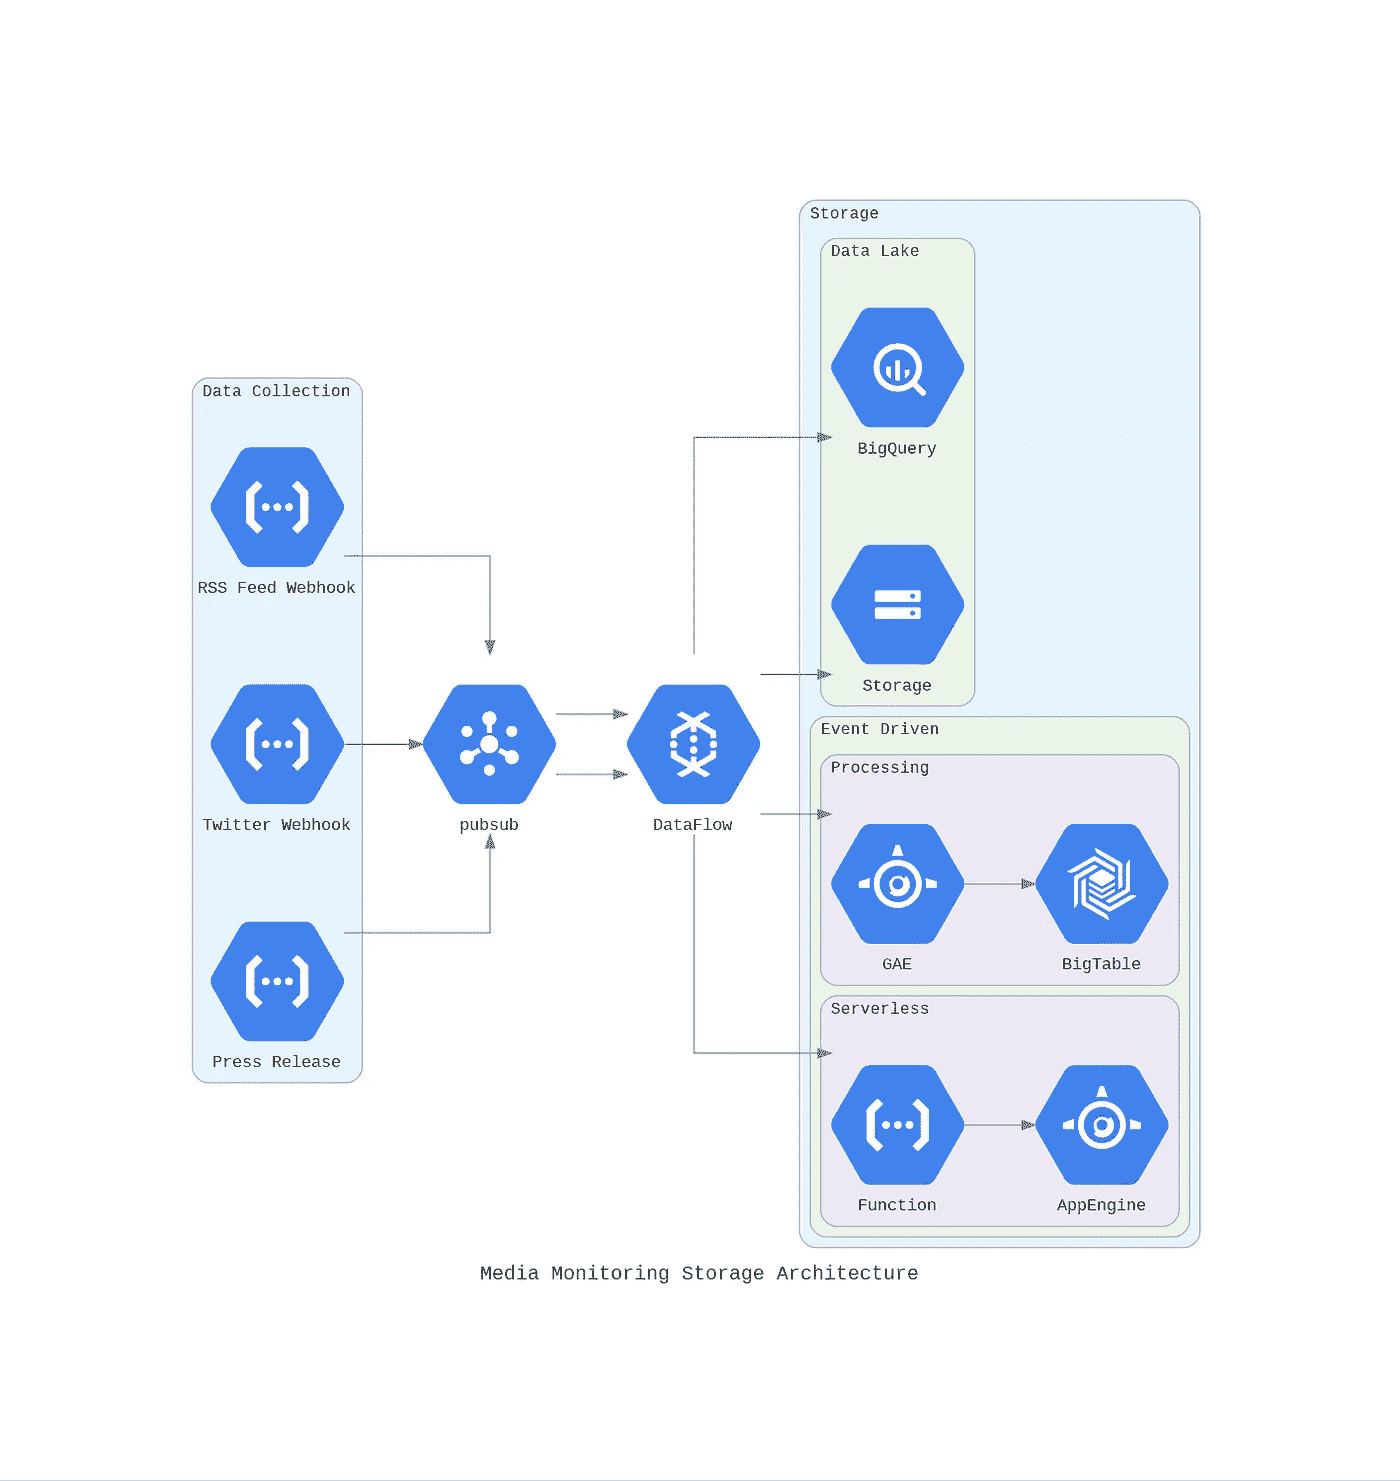 Storage
Data Lake
BigQuery
Data Collection
RSS Feed Webhook
Storage
Event Driven
Processing
Twitter Webhook
pubsub
DataFlow
GAE
BigTable
Serverless
Press Release
Function
AppEngine
Media Monitoring Storage Architecture